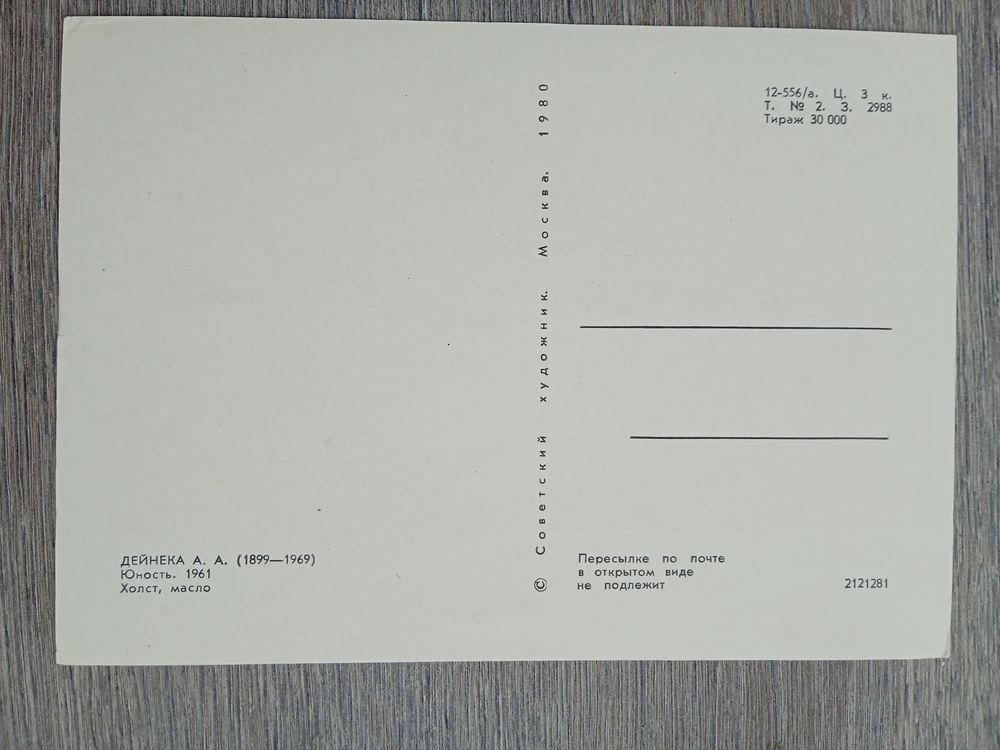 ДЕЙНЕКА А. А. (1899—1969)
Юность. 1961
Холст, масло
© Советский художник. Москва. 1980
12-556/а. Ц. 3 к.
Т. № 2. З. 2988
Тираж 30 000
Пересылке по почте
в открытом виде
не подлежит
2121281